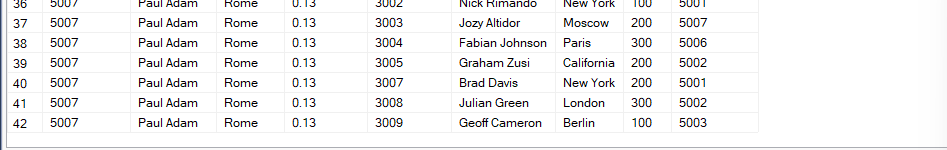 36 5007 Paul Adam Rome 0.13 3002 Nick Rimando New York 100 5001
37 5007 Paul Adam Rome 0.13 3003 Jozy Altidor Moscow 200 5007
38 5007 Paul Adam Rome 0.13 3004 Fabian Johnson Paris 300 5006
39 5007 Paul Adam Rome 0.13 3005 Graham Zusi California 200 5002
40 5007 Paul Adam Rome 0.13 3007 Brad Davis New York 200 5001
41 5007 Paul Adam Rome 0.13 3008 Julian Green London 300 5002
42 5007 Paul Adam Rome 0.13 3009 Geoff Cameron Berlin 100 5003